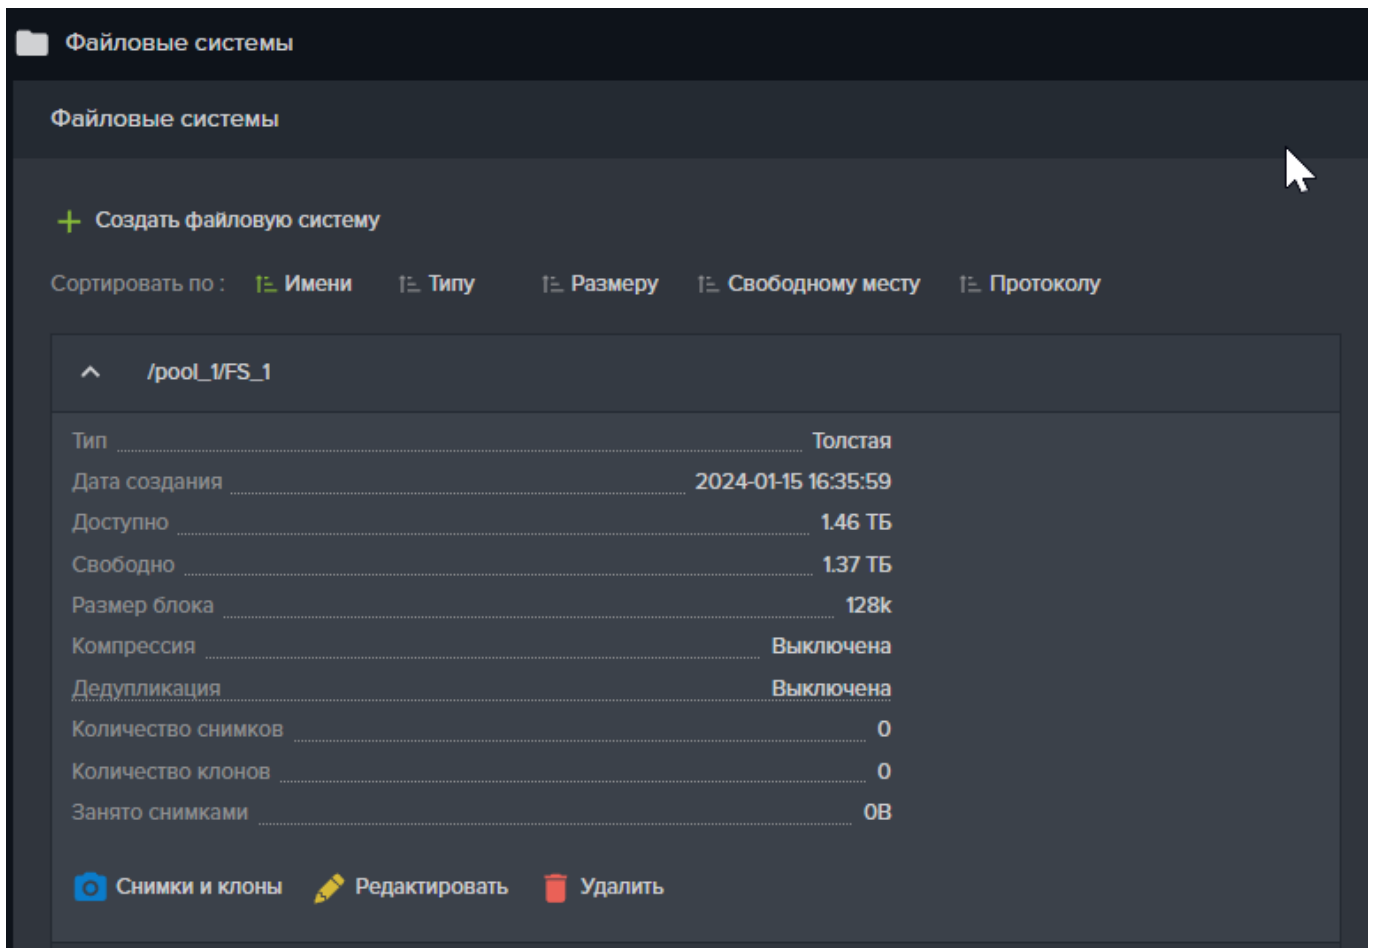 Файловые системы
Файловые системы
Создать файловую систему
Сортировать по : Имени Типу Размеру Свободному месту Протоколу
/pool_1/FS_1
Тип Толстая
Дата создания 2024-01-15 16:35:59
Доступно 1.46 ТБ
Свободно 1.37 ТБ
Размер блока 128k
Компрессия Выключена
Дедупликация Выключена
Количество снимков 0
Количество клонов 0
Занято снимками 0B
Снимки и клоны Редактировать Удалить